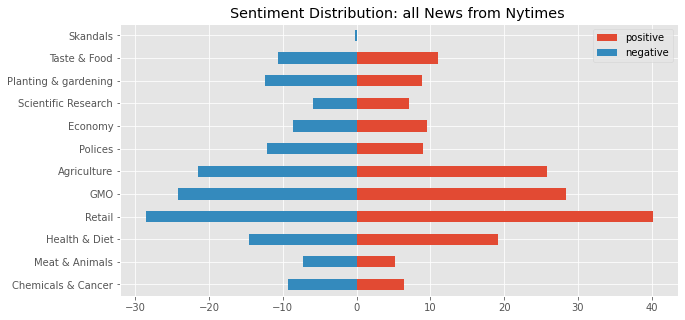 Sentiment Distribution: all News from Nytimes
positive
negative
Skandals
Taste & Food
Planting & gardening
Scientific Research
Economy
Polices
Agriculture
GMO
Retail
Health & Diet
Meat & Animals
Chemicals & Cancer
−30 −20 −10 0 10 20 30 40